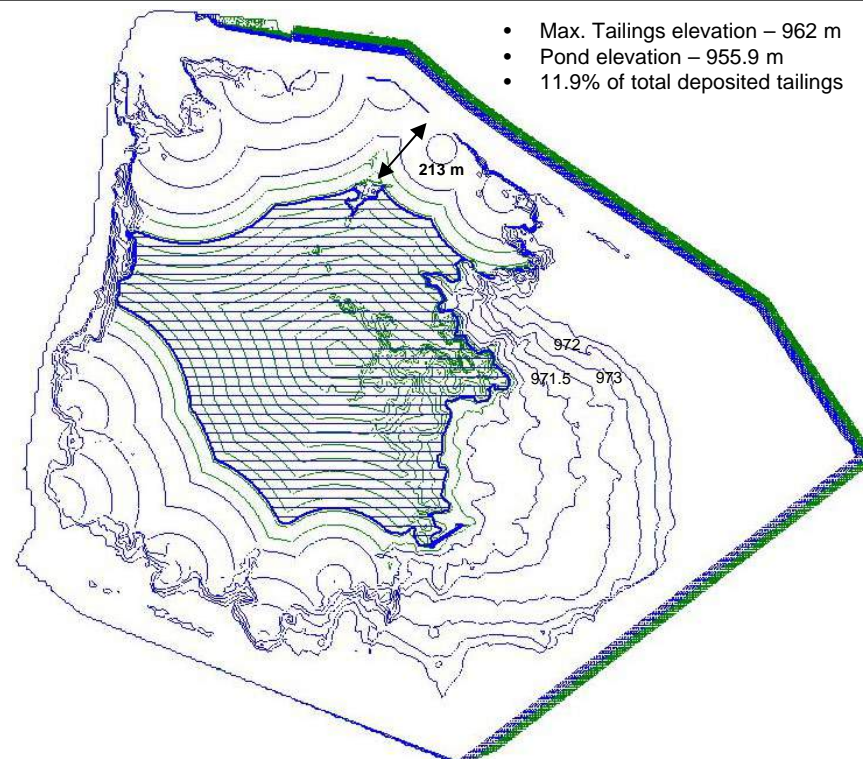 • Max. Tailings elevation – 962 m
• Pond elevation – 955.9 m
• 11.9% of total deposited tailings
213 m
972
971.5 973